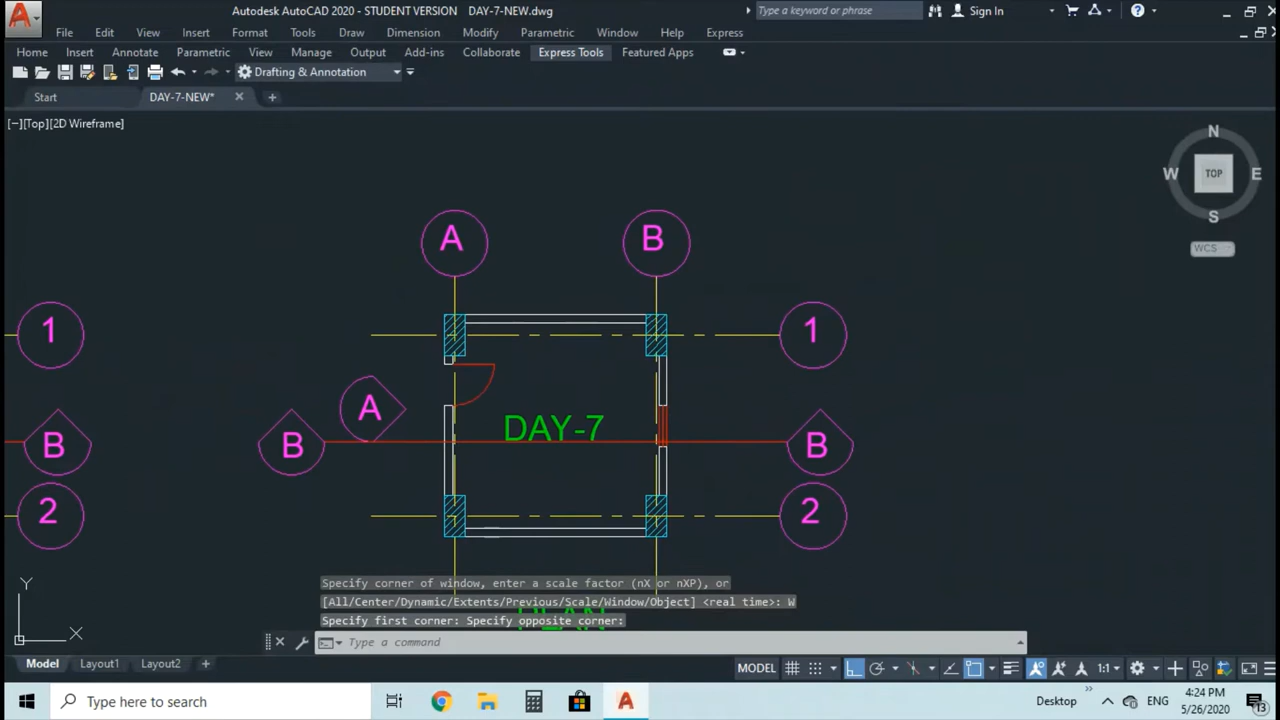 Autodesk AutoCAD 2020 - STUDENT VERSION DAY-7-NEW.dwg
Type a keyword or phrase
Sign In
File Edit View Insert Format Tools Draw Dimension Modify Parametric Window Help Express
Home Insert Annotate Parametric View Manage Output Add-ins Collaborate Express Tools Featured Apps
Drafting & Annotation
Start DAY-7-NEW*
[−][Top][2D Wireframe]
N
W TOP E
S
WCS
A B
1 1
A
DAY-7
B B B
2 2
Y
X
PLAN
Specify corner of window, enter a scale factor (nX or nXP), or
[All/Center/Dynamic/Extents/Previous/Scale/Window/Object] <real time>: W
Specify first corner: Specify opposite corner:
Type a command
Model Layout1 Layout2 +
MODEL 1:1
Type here to search
Desktop » ENG
4:24 PM
5/26/2020
13